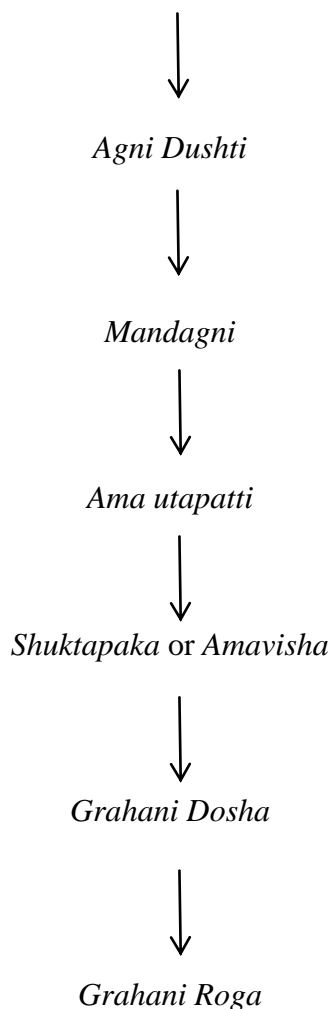 Agni Dushti
Mandagni
Ama utapatti
Shuktapaka or Amavisha
Grahani Dosha
Grahani Roga